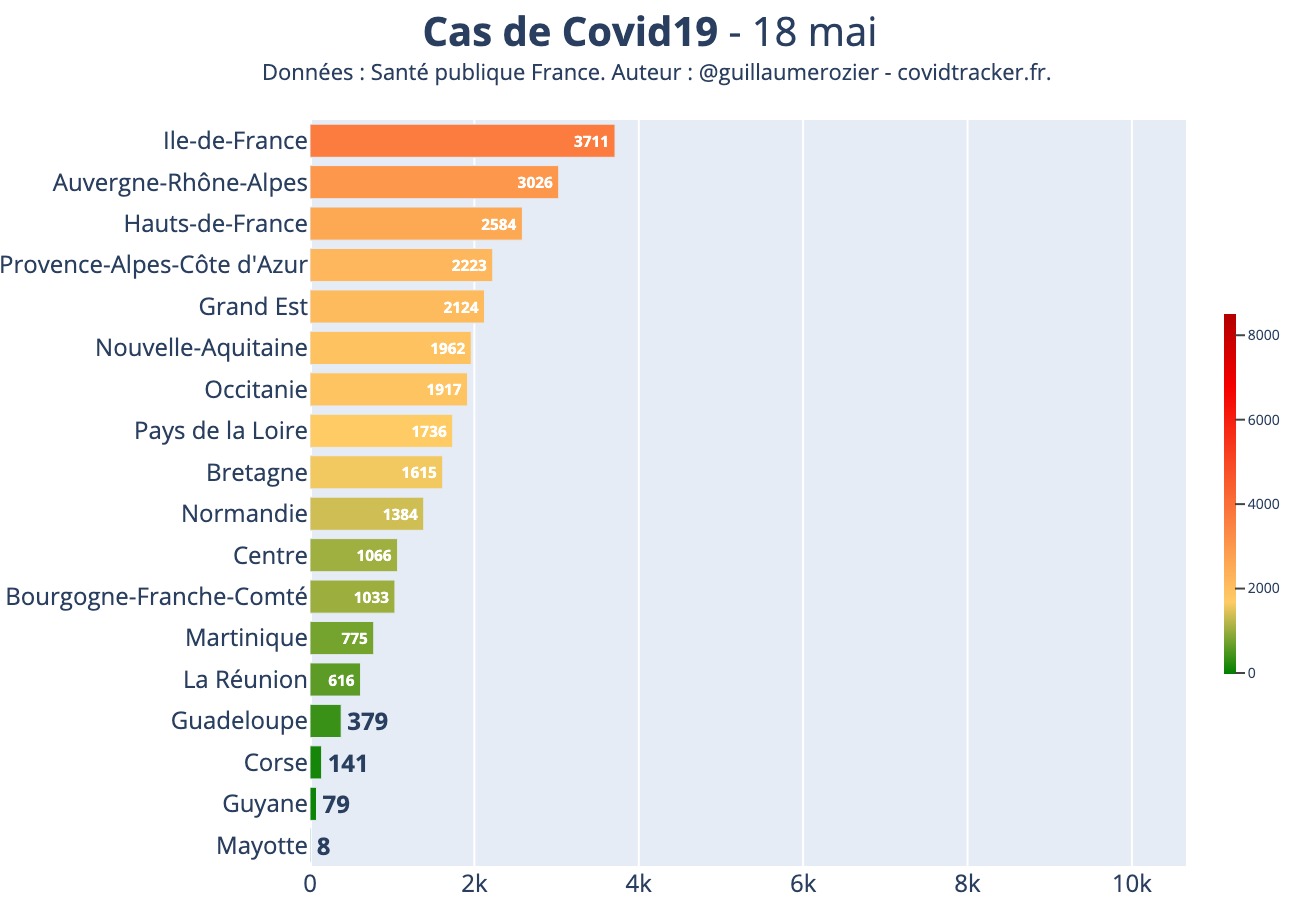 Cas de Covid19 - 18 mai
Données : Santé publique France. Auteur : @guillaumerozier - covidtracker.fr.
Ile-de-France 3711
Auvergne-Rhône-Alpes 3026
Hauts-de-France 2584
Provence-Alpes-Côte d'Azur 2223
Grand Est 2124
Nouvelle-Aquitaine 1962
Occitanie 1917
Pays de la Loire 1736
Bretagne 1615
Normandie 1384
Centre 1066
Bourgogne-Franche-Comté 1033
Martinique 775
La Réunion 616
Guadeloupe 379
Corse 141
Guyane 79
Mayotte 8
0 2k 4k 6k 8k 10k
8000
6000
4000
2000
0